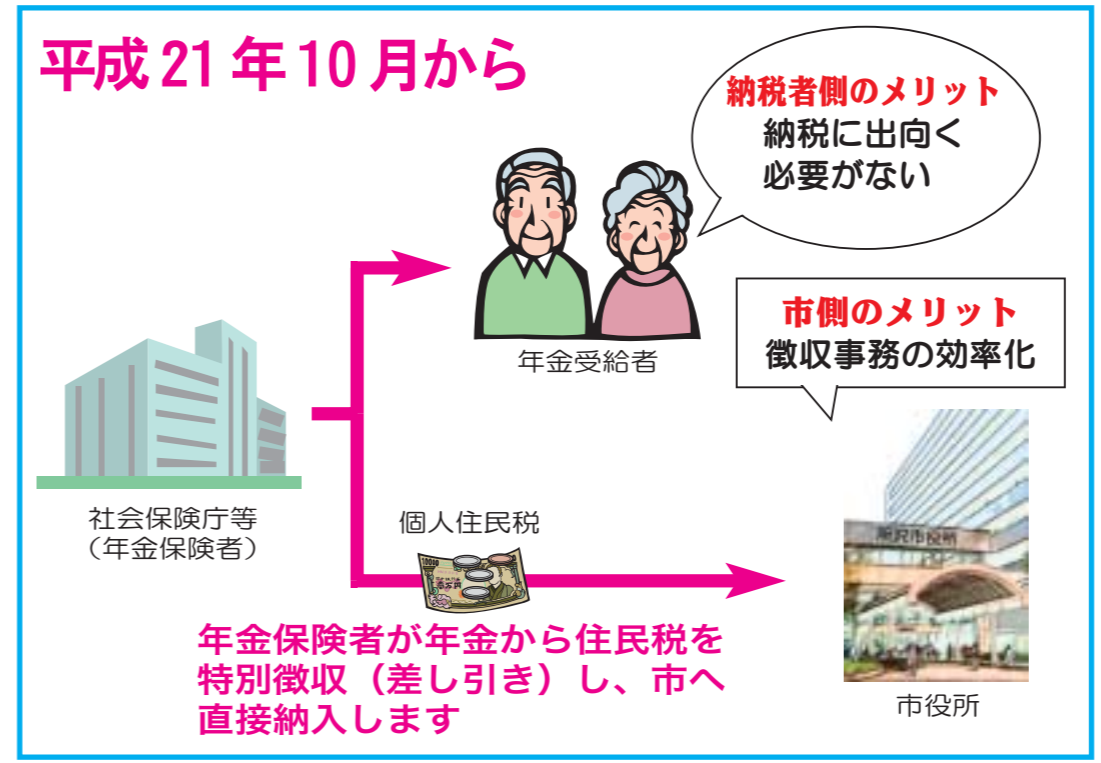 平成21年10月から
納税者側のメリット
納税に出向く
必要がない
年金受給者
市側のメリット
徴収事務の効率化
社会保険庁等
（年金保険者）
個人住民税
年金保険者が年金から住民税を
特別徴収（差し引き）し、市へ
直接納入します
所沢市役所
市役所